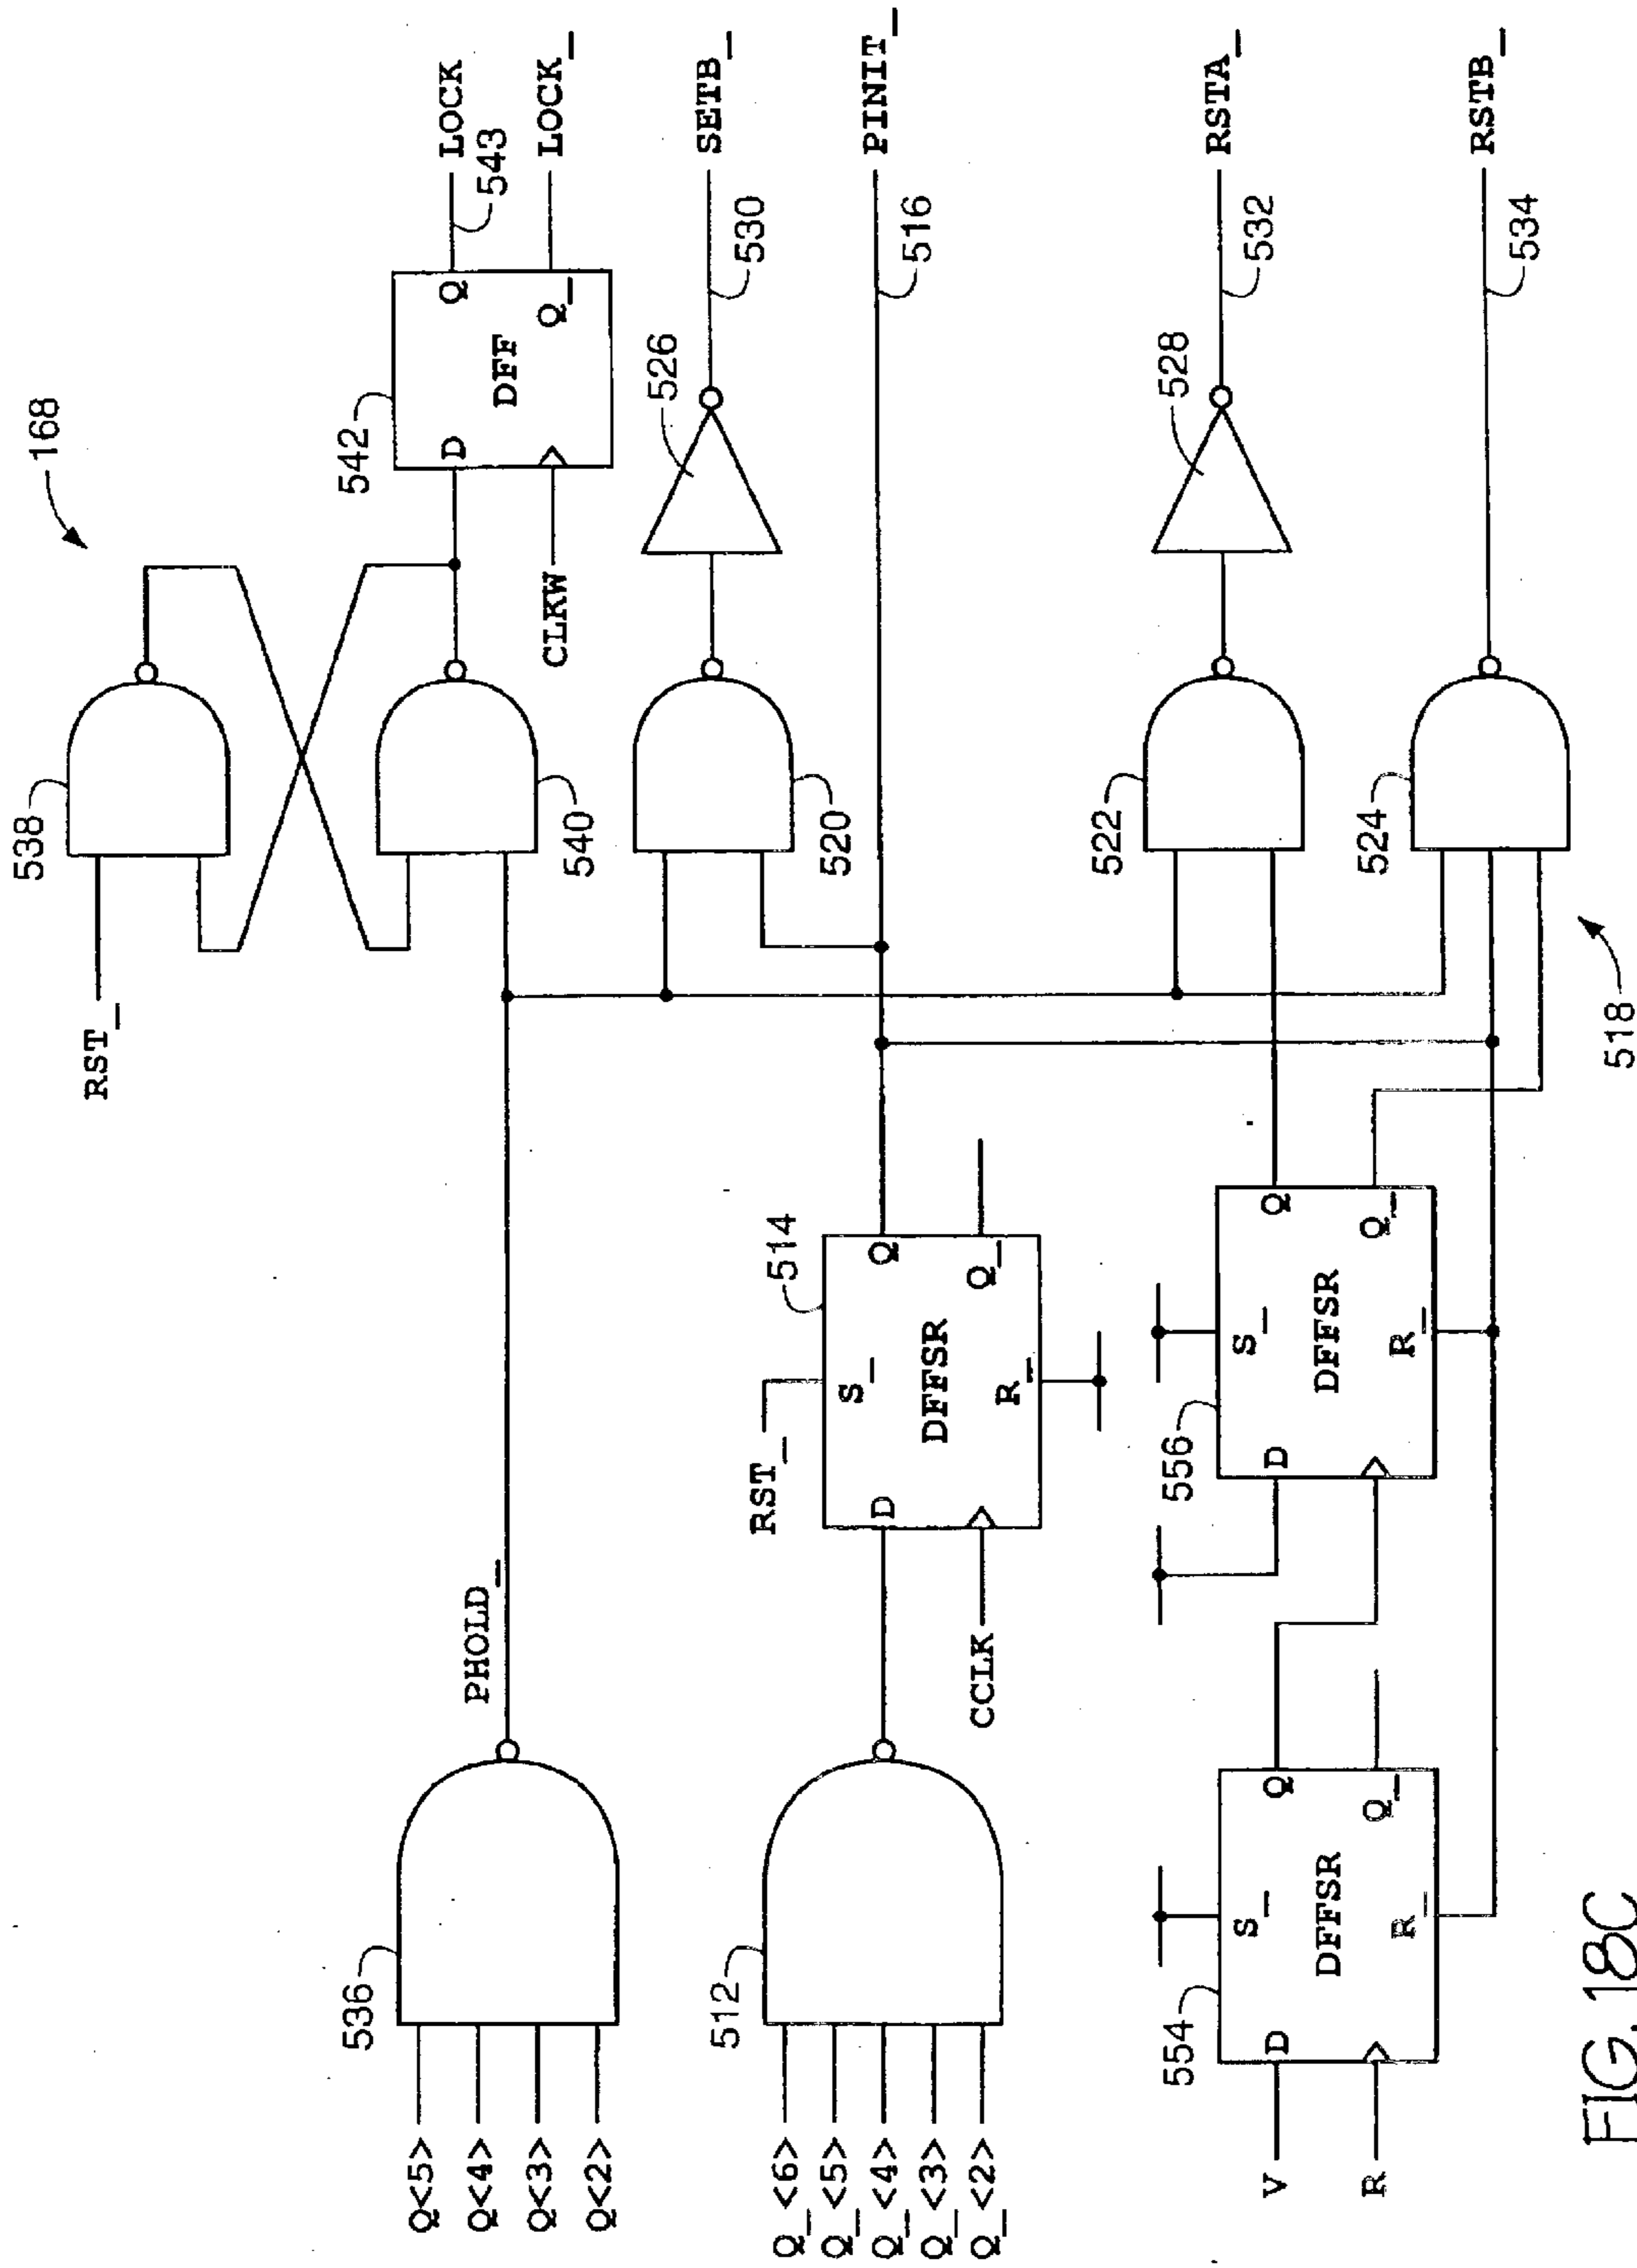 168
538
RST_
540
542
D
Q
DFF
Q_
CLKW
LOCK
543
LOCK_
536
Q<5>
Q<4>
Q<3>
Q<2>
PHOLD_
520
526
530
SETB_
512
Q_<6>
Q_<5>
Q_<4>
Q_<3>
Q_<2>
RST_
514
S_
D
Q
DFFSR
Q_
R_
CCLK
516
PINIT_
554
V
R
D
S_
Q
DFFSR
Q_
R_
556
D
S_
Q
DFFSR
Q_
R_
522
528
532
RSTA_
524
534
RSTB_
518
FIG. 18C